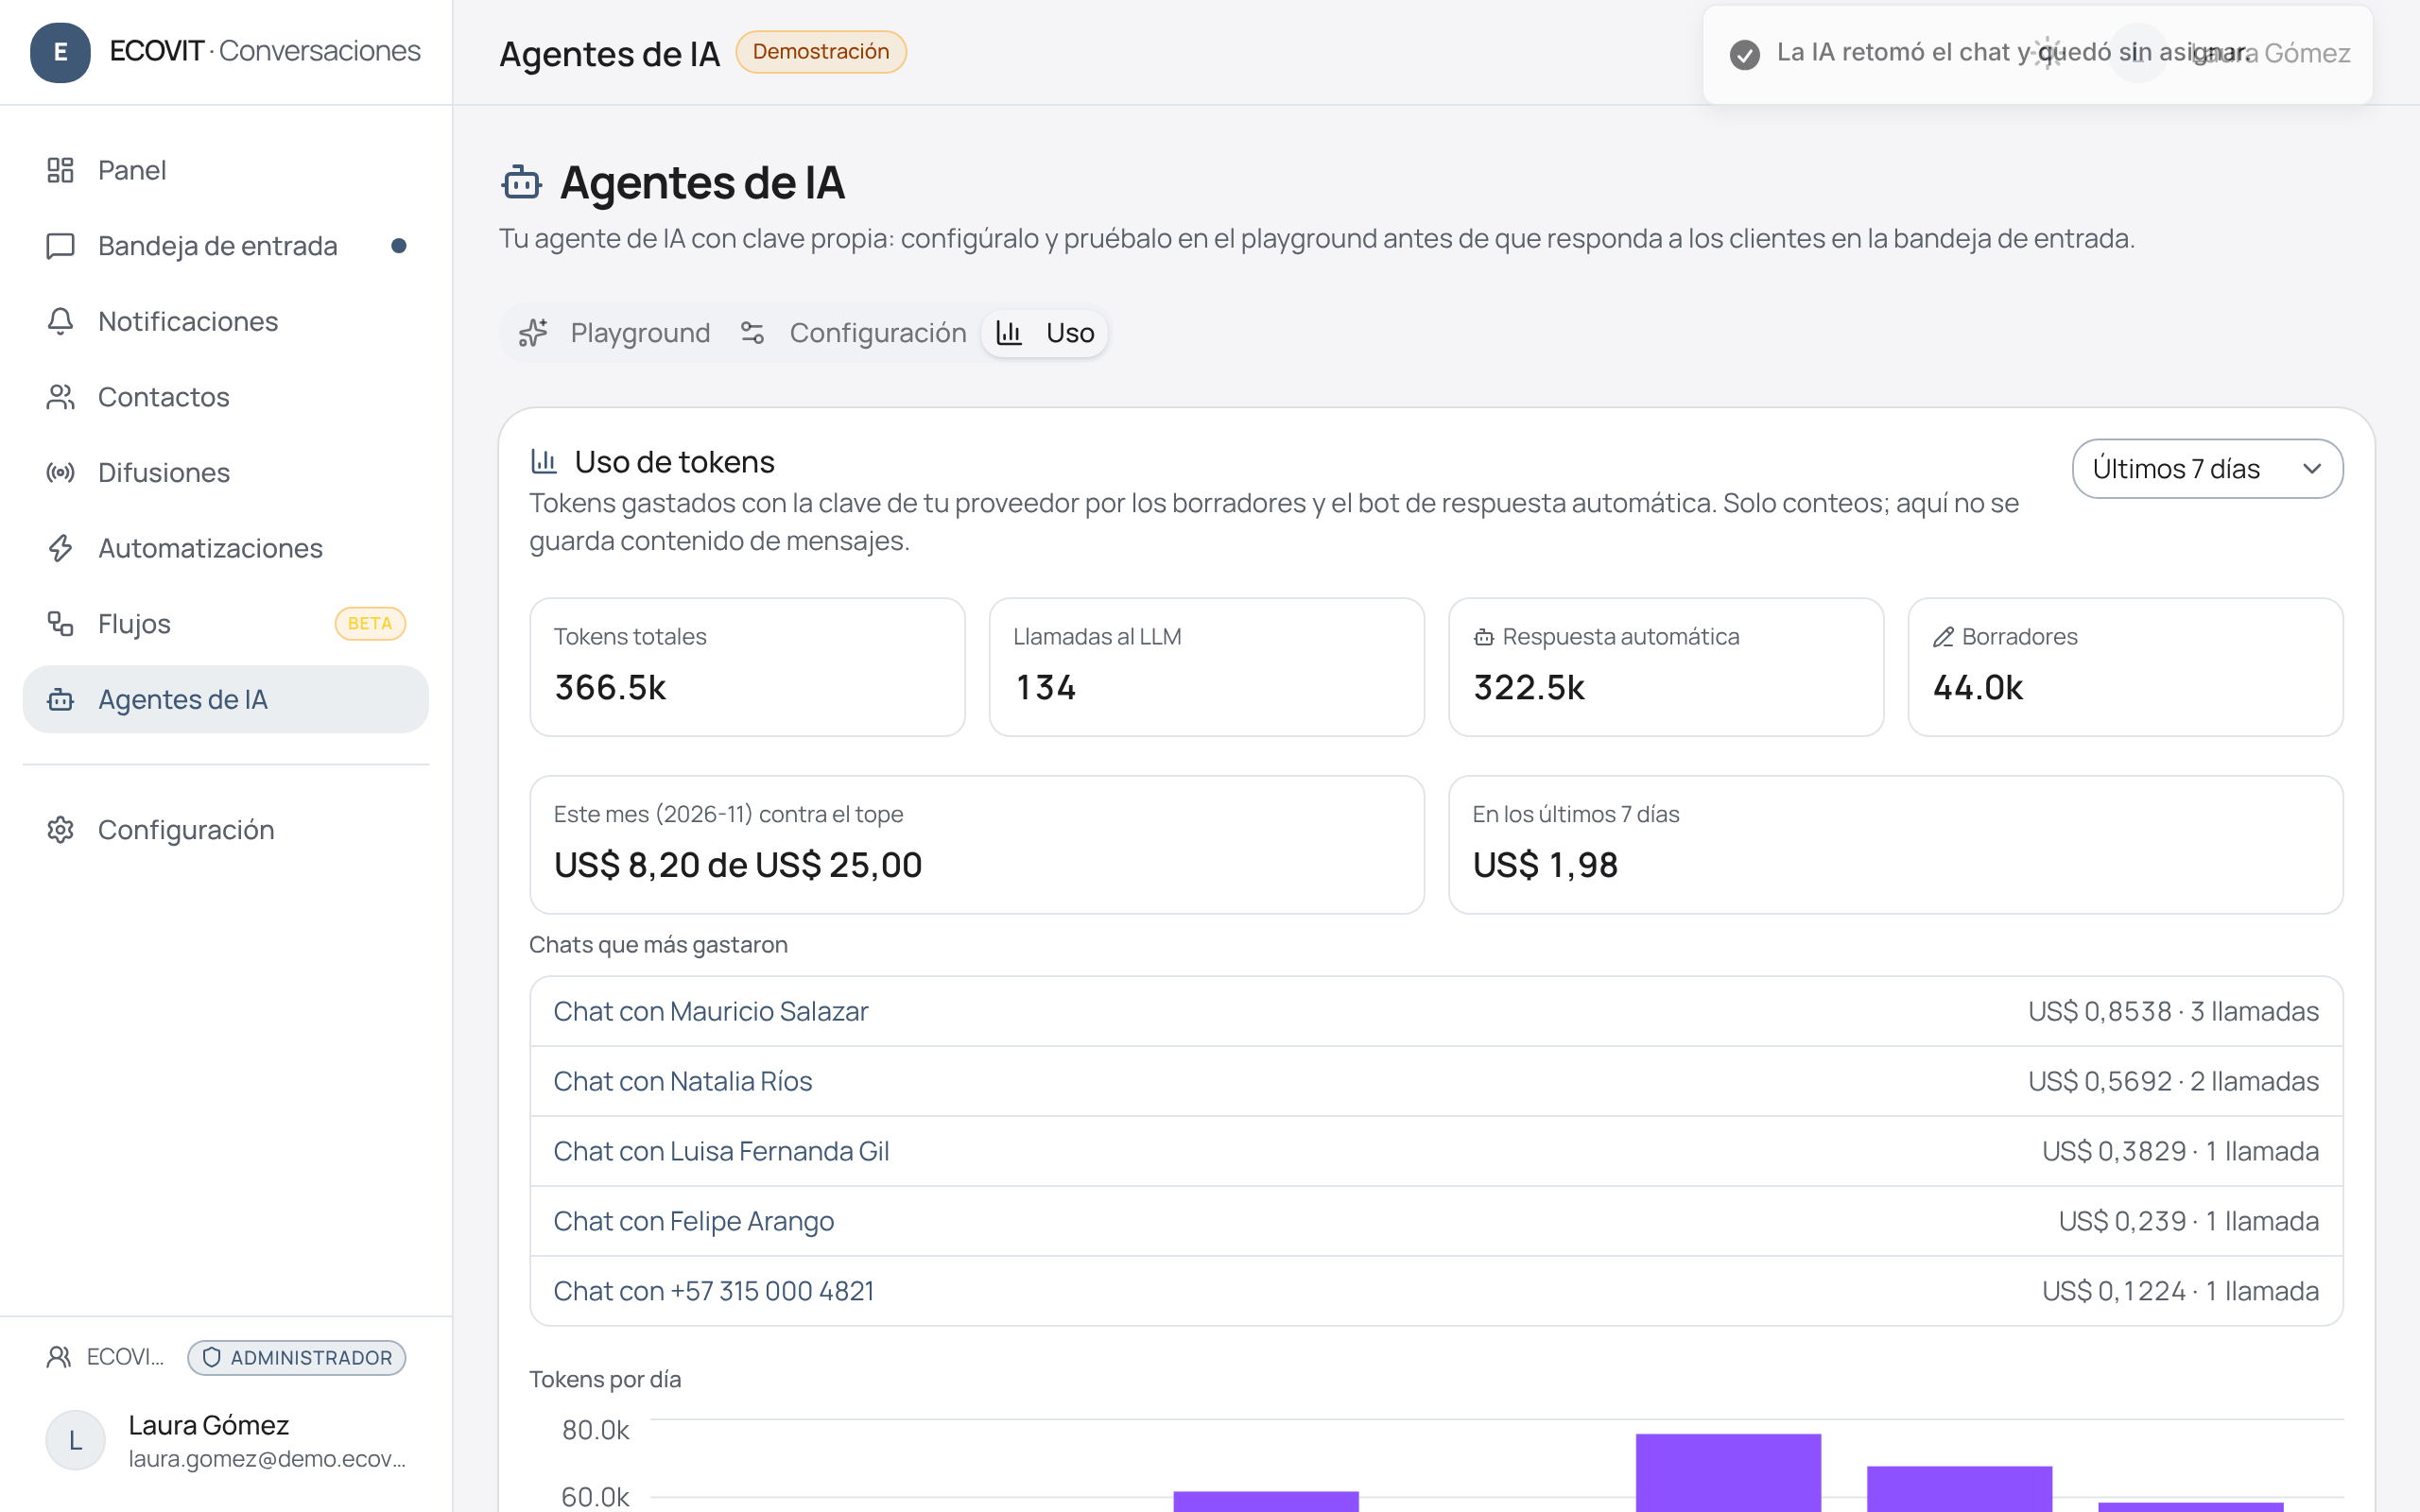 E
ECOVIT · Conversaciones
Agentes de IA
Demostración
La IA retomó el chat y quedó sin asignar.
Laura Gómez
Panel
Bandeja de entrada
Notificaciones
Contactos
Difusiones
Automatizaciones
Flujos
BETA
Agentes de IA
Configuración
ECOVI...
ADMINISTRADOR
L
Laura Gómez
laura.gomez@demo.ecov...
Agentes de IA
Tu agente de IA con clave propia: configúralo y pruébalo en el playground antes de que responda a los clientes en la bandeja de entrada.
Playground
Configuración
Uso
Uso de tokens
Últimos 7 días
Tokens gastados con la clave de tu proveedor por los borradores y el bot de respuesta automática. Solo conteos; aquí no se
guarda contenido de mensajes.
Tokens totales
366.5k
Llamadas al LLM
134
Respuesta automática
322.5k
Borradores
44.0k
Este mes (2026-11) contra el tope
US$ 8,20 de US$ 25,00
En los últimos 7 días
US$ 1,98
Chats que más gastaron
Chat con Mauricio Salazar
US$ 0,8538 · 3 llamadas
Chat con Natalia Ríos
US$ 0,5692 · 2 llamadas
Chat con Luisa Fernanda Gil
US$ 0,3829 · 1 llamada
Chat con Felipe Arango
US$ 0,239 · 1 llamada
Chat con +57 315 000 4821
US$ 0,1224 · 1 llamada
Tokens por día
80.0k
60.0k